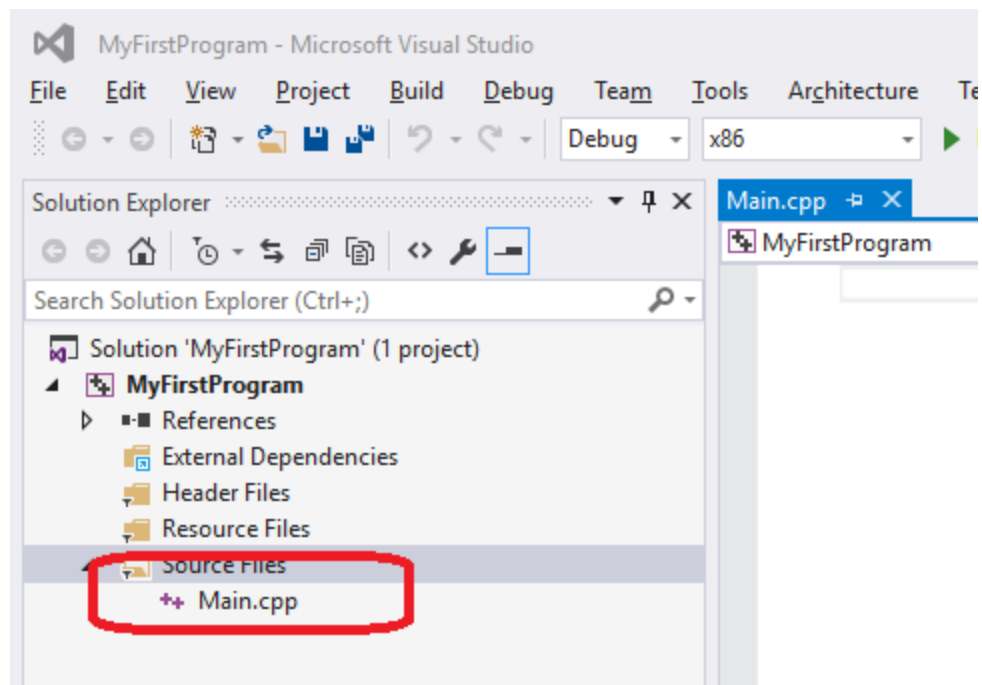 MyFirstProgram - Microsoft Visual Studio
File Edit View Project Build Debug Team Tools Architecture Te
Debug x86
Solution Explorer
Main.cpp
MyFirstProgram
Search Solution Explorer (Ctrl+;)
Solution 'MyFirstProgram' (1 project)
MyFirstProgram
References
External Dependencies
Header Files
Resource Files
Source Files
Main.cpp